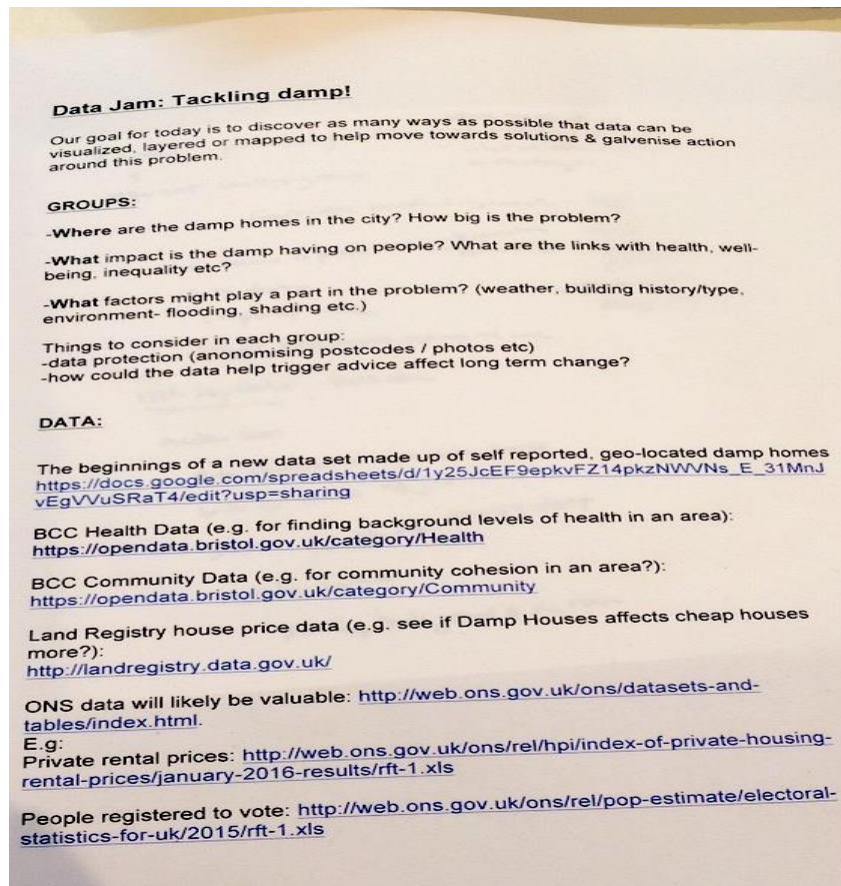 Data Jam: Tackling damp!
Our goal for today is to discover as many ways as possible that data can be
visualized, layered or mapped to help move towards solutions & galvenise action
around this problem.
GROUPS:
-Where are the damp homes in the city? How big is the problem?
-What impact is the damp having on people? What are the links with health, well-
being, inequality etc?
-What factors might play a part in the problem? (weather, building history/type,
environment- flooding, shading etc.)
Things to consider in each group:
-data protection (anonomising postcodes / photos etc)
-how could the data help trigger advice affect long term change?
DATA:
The beginnings of a new data set made up of self reported, geo-located damp homes
https://docs.google.com/spreadsheets/d/1y25JcEF9epkvFZ14pkzNWVNs_E_31MnJ
vEgVVuSRaT4/edit?usp=sharing
BCC Health Data (e.g. for finding background levels of health in an area):
https://opendata.bristol.gov.uk/category/Health
BCC Community Data (e.g. for community cohesion in an area?):
https://opendata.bristol.gov.uk/category/Community
Land Registry house price data (e.g. see if Damp Houses affects cheap houses
more?):
http://landregistry.data.gov.uk/
ONS data will likely be valuable: http://web.ons.gov.uk/ons/datasets-and-
tables/index.html.
E.g:
Private rental prices: http://web.ons.gov.uk/ons/rel/hpi/index-of-private-housing-
rental-prices/january-2016-results/rft-1.xls
People registered to vote: http://web.ons.gov.uk/ons/rel/pop-estimate/electoral-
statistics-for-uk/2015/rft-1.xls